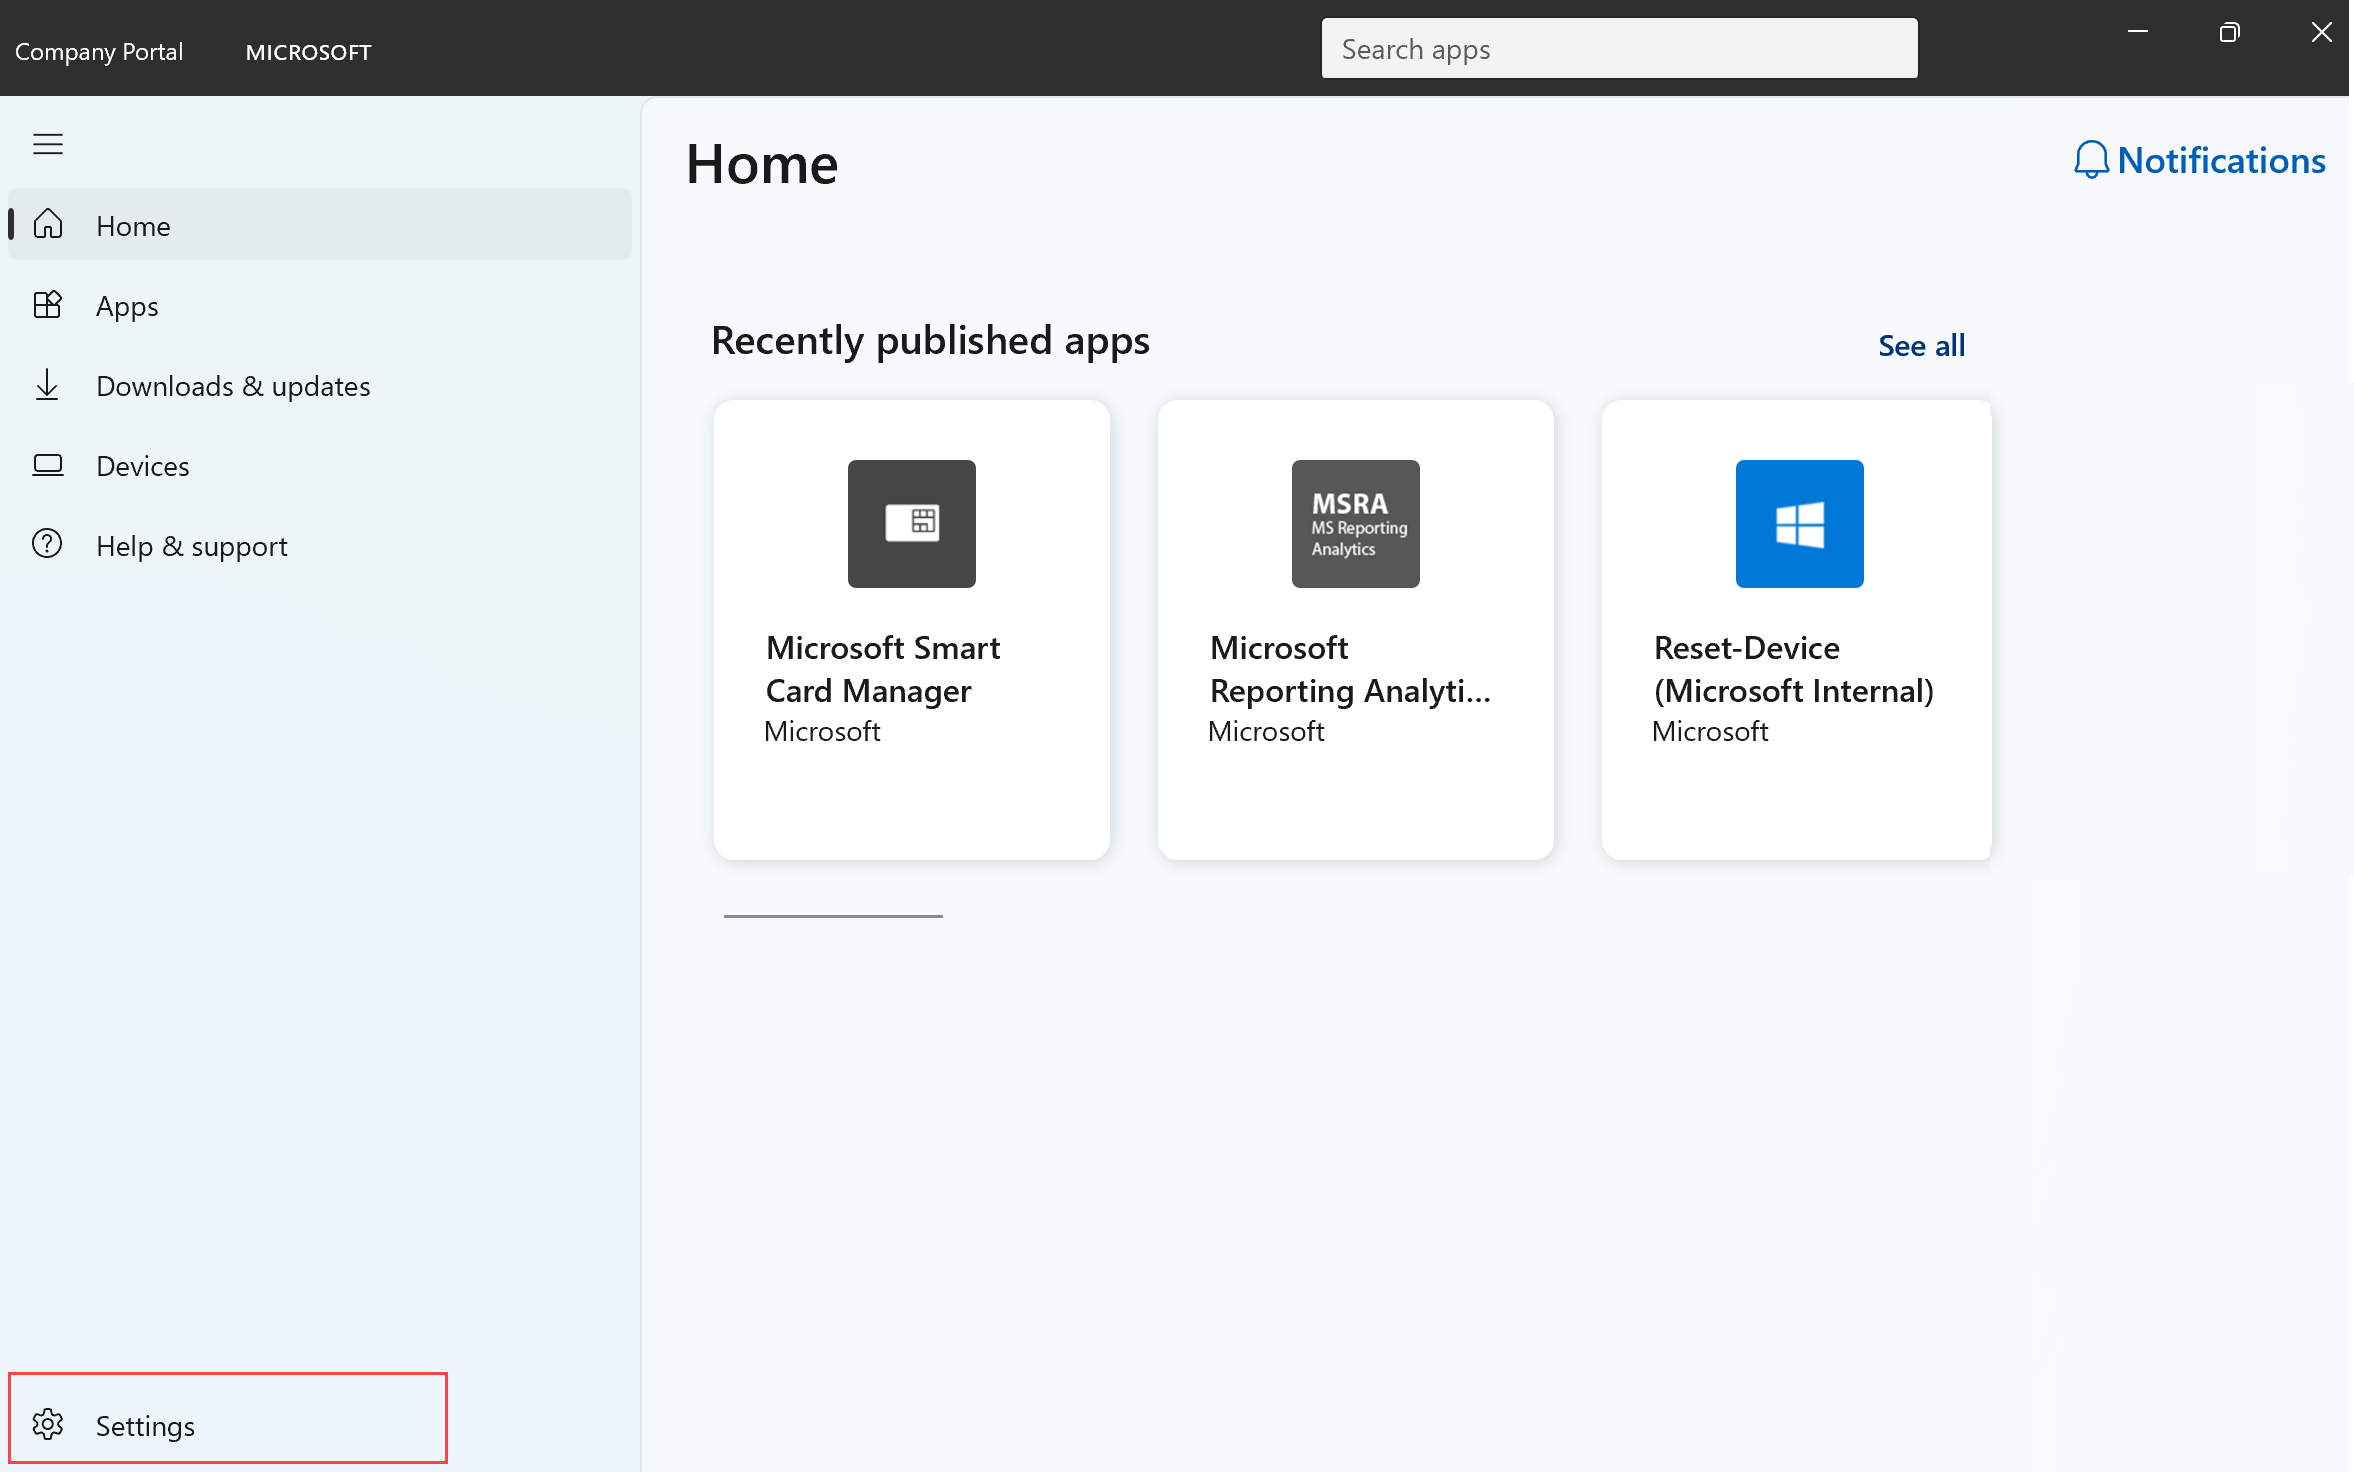 Company Portal
MICROSOFT
Search apps
Home
Apps
Downloads & updates
Devices
Help & support
Settings
Home
Notifications
Recently published apps
See all
Microsoft Smart
Card Manager
Microsoft
MSRA
MS Reporting
Analytics
Microsoft
Reporting Analyti...
Microsoft
Reset-Device
(Microsoft Internal)
Microsoft